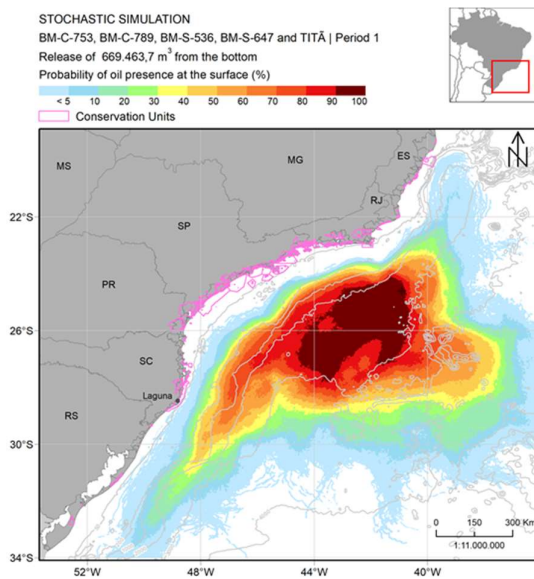 STOCHASTIC SIMULATION
BM-C-753, BM-C-789, BM-S-536, BM-S-647 and TITÃ | Period 1
Release of 669.463,7 m³ from the bottom
Probability of oil presence at the surface (%)
< 5 10 20 30 40 50 60 70 80 90 100
Conservation Units
N
MS
MG
ES
RJ
22°S
SP
PR
26°S
SC
Laguna
RS
30°S
0 150 300 Km
1:11.000.000
34°S
52°W 48°W 44°W 40°W